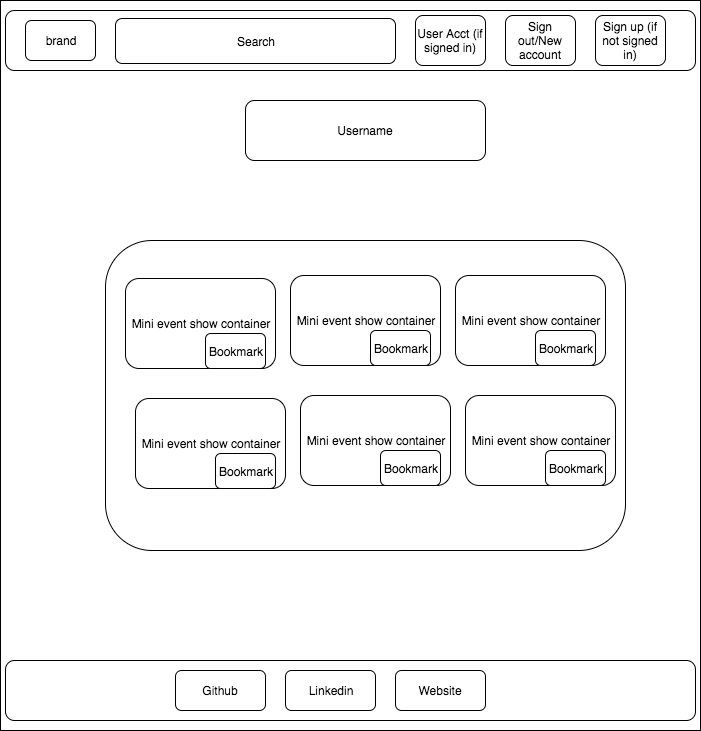 brand
Search
User Acct (if
signed in)
Sign
out/New
account
Sign up (if
not signed
in)
Username
Mini event show container
Bookmark
Mini event show container
Bookmark
Mini event show container
Bookmark
Mini event show container
Bookmark
Mini event show container
Bookmark
Mini event show container
Bookmark
Github
Linkedin
Website